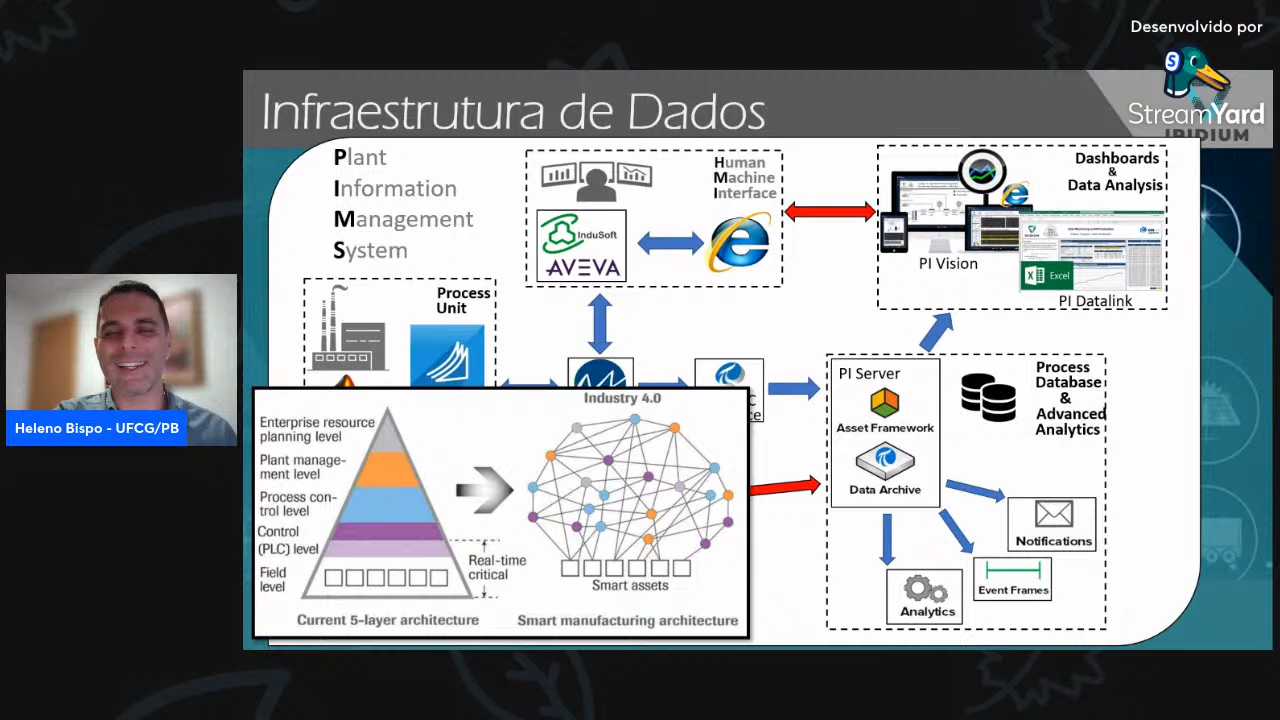 Desenvolvido por
StreamYard
IRIDIUM
Infraestrutura de Dados
Plant
Information
Management
System
Human
Machine
Interface
InduSoft
AVEVA
Dashboards
&
Data Analysis
PI Vision
Excel
PI Datalink
Process
Unit
PI Server
Asset Framework
Data Archive
Process
Database
&
Advanced
Analytics
Notifications
Event Frames
Analytics
Heleno Bispo - UFCG/PB
Enterprise resource
planning level
Plant manage-
ment level
Process con-
trol level
Control
(PLC) level
Field
level
Real-time
critical
Current 5-layer architecture
Industry 4.0
Smart assets
Smart manufacturing architecture